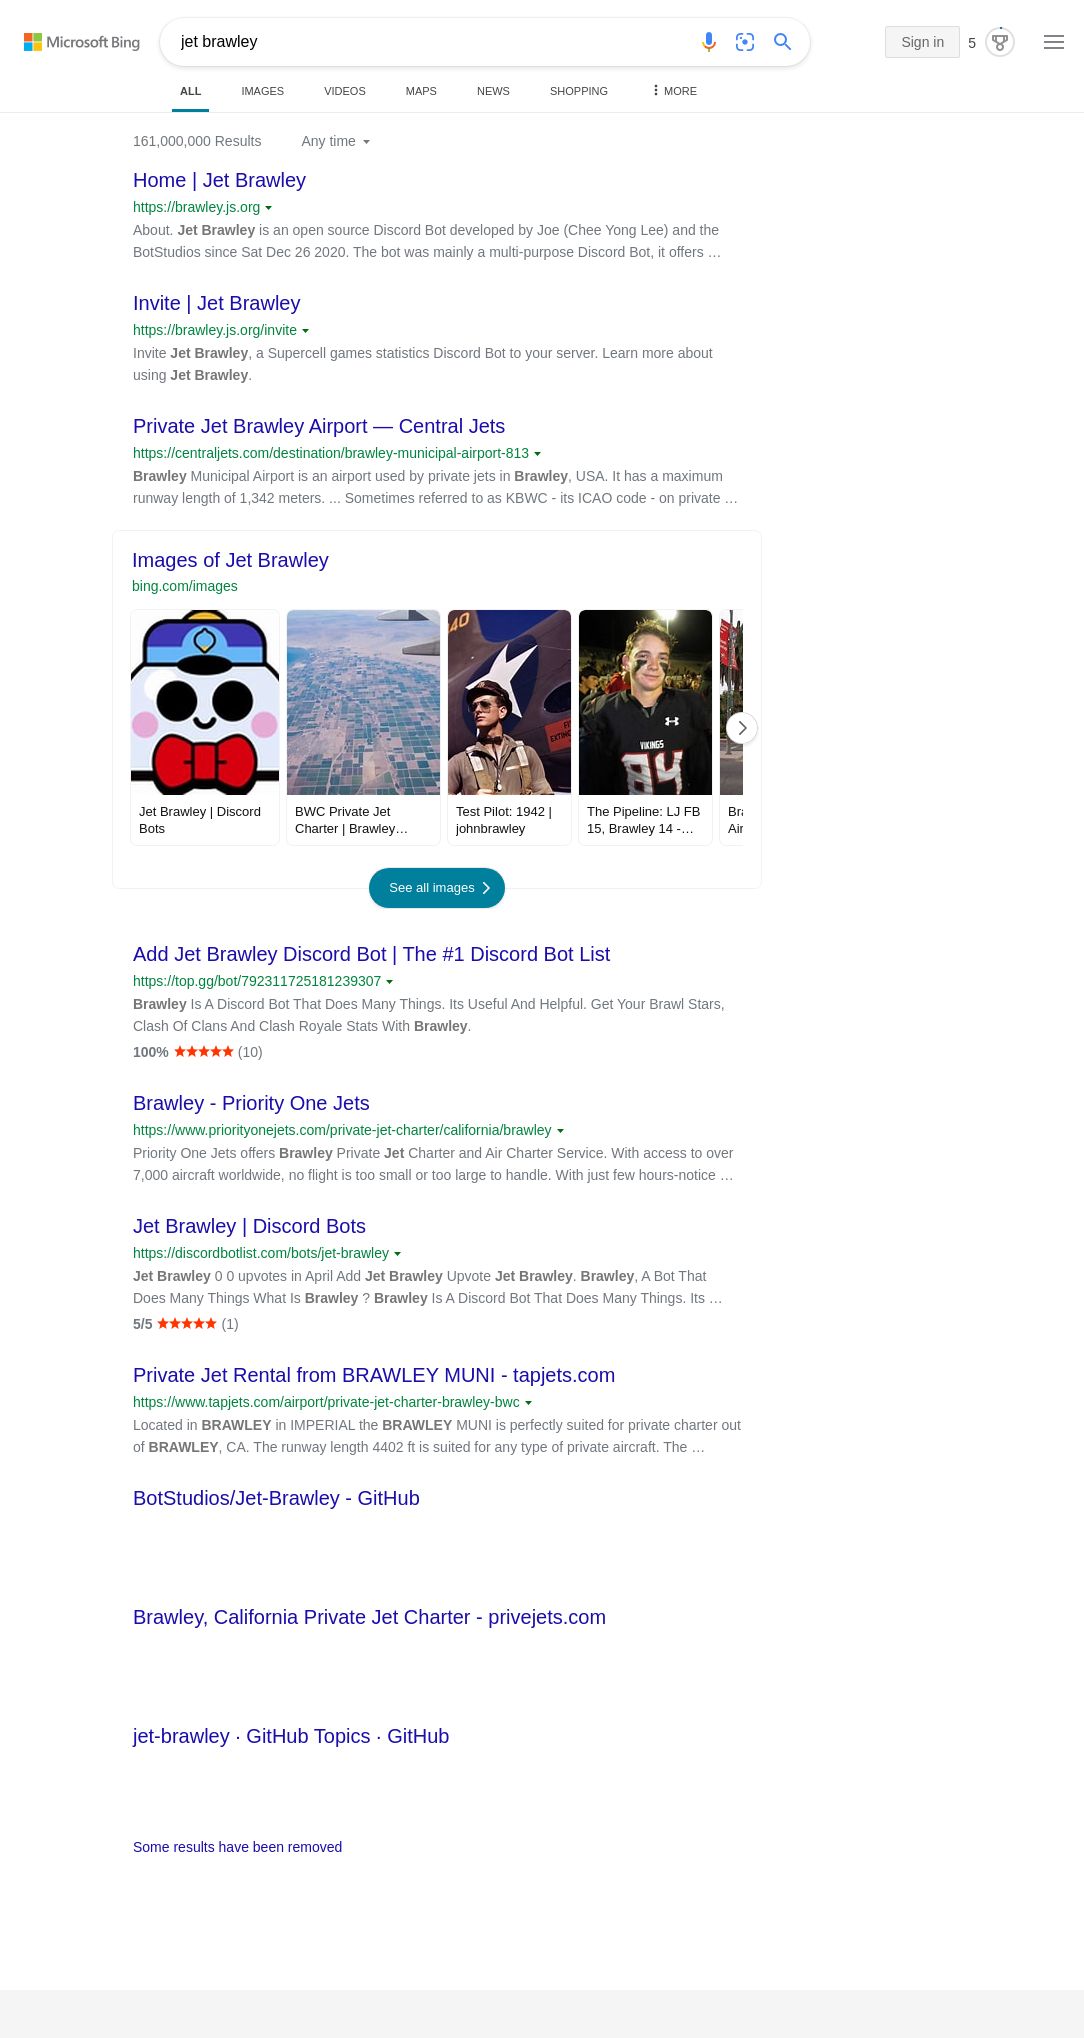 Microsoft Bing
jet brawley
Sign in
5
ALL
IMAGES
VIDEOS
MAPS
NEWS
SHOPPING
MORE
161,000,000 Results
Any time
Home | Jet Brawley
https://brawley.js.org
About. Jet Brawley is an open source Discord Bot developed by Joe (Chee Yong Lee) and the
BotStudios since Sat Dec 26 2020. The bot was mainly a multi-purpose Discord Bot, it offers …
Invite | Jet Brawley
https://brawley.js.org/invite
Invite Jet Brawley, a Supercell games statistics Discord Bot to your server. Learn more about
using Jet Brawley.
Private Jet Brawley Airport — Central Jets
https://centraljets.com/destination/brawley-municipal-airport-813
Brawley Municipal Airport is an airport used by private jets in Brawley, USA. It has a maximum
runway length of 1,342 meters. ... Sometimes referred to as KBWC - its ICAO code - on private …
Images of Jet Brawley
bing.com/images
40
VIKINGS
84
Jet Brawley | Discord
Bots
BWC Private Jet
Charter | Brawley…
Test Pilot: 1942 |
johnbrawley
The Pipeline: LJ FB
15, Brawley 14 -…
Bra
Air
See all images
Add Jet Brawley Discord Bot | The #1 Discord Bot List
https://top.gg/bot/792311725181239307
Brawley Is A Discord Bot That Does Many Things. Its Useful And Helpful. Get Your Brawl Stars,
Clash Of Clans And Clash Royale Stats With Brawley.
100% ★★★★★ (10)
Brawley - Priority One Jets
https://www.priorityonejets.com/private-jet-charter/california/brawley
Priority One Jets offers Brawley Private Jet Charter and Air Charter Service. With access to over
7,000 aircraft worldwide, no flight is too small or too large to handle. With just few hours-notice …
Jet Brawley | Discord Bots
https://discordbotlist.com/bots/jet-brawley
Jet Brawley 0 0 upvotes in April Add Jet Brawley Upvote Jet Brawley. Brawley, A Bot That
Does Many Things What Is Brawley ? Brawley Is A Discord Bot That Does Many Things. Its …
5/5 ★★★★★ (1)
Private Jet Rental from BRAWLEY MUNI - tapjets.com
https://www.tapjets.com/airport/private-jet-charter-brawley-bwc
Located in BRAWLEY in IMPERIAL the BRAWLEY MUNI is perfectly suited for private charter out
of BRAWLEY, CA. The runway length 4402 ft is suited for any type of private aircraft. The …
BotStudios/Jet-Brawley - GitHub
Brawley, California Private Jet Charter - privejets.com
jet-brawley · GitHub Topics · GitHub
Some results have been removed